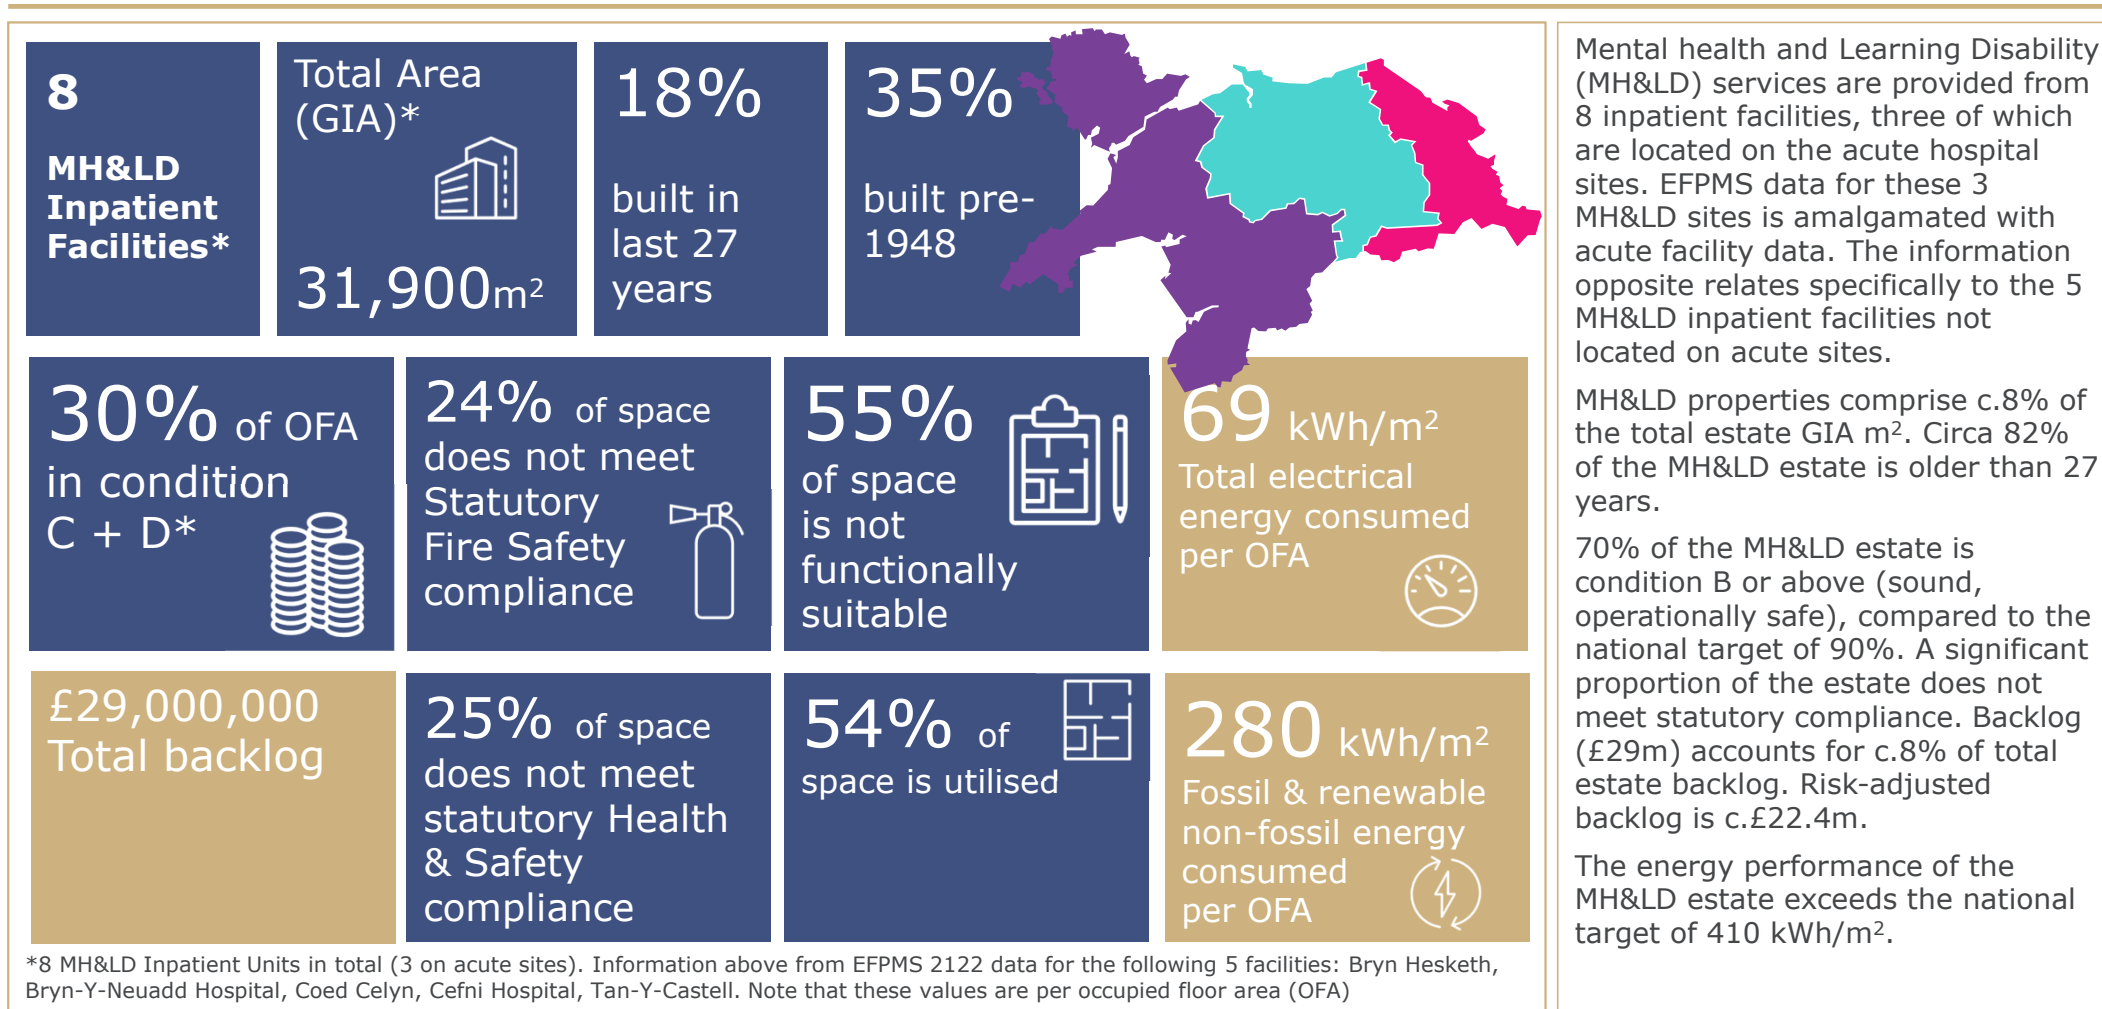 8
MH&LD
Inpatient
Facilities*
Total Area
(GIA)*
31,900m²
18%
built in
last 27
years
35%
built pre-
1948
30% of OFA
in condition
C + D*
24% of space
does not meet
Statutory
Fire Safety
compliance
55%
of space
is not
functionally
suitable
69 kWh/m²
Total electrical
energy consumed
per OFA
£29,000,000
Total backlog
25% of space
does not meet
statutory Health
& Safety
compliance
54% of
space is utilised
280 kWh/m²
Fossil & renewable
non-fossil energy
consumed
per OFA
*8 MH&LD Inpatient Units in total (3 on acute sites). Information above from EFPMS 2122 data for the following 5 facilities: Bryn Hesketh,
Bryn-Y-Neuadd Hospital, Coed Celyn, Cefni Hospital, Tan-Y-Castell. Note that these values are per occupied floor area (OFA)
Mental health and Learning Disability
(MH&LD) services are provided from
8 inpatient facilities, three of which
are located on the acute hospital
sites. EFPMS data for these 3
MH&LD sites is amalgamated with
acute facility data. The information
opposite relates specifically to the 5
MH&LD inpatient facilities not
located on acute sites.
MH&LD properties comprise c.8% of
the total estate GIA m². Circa 82%
of the MH&LD estate is older than 27
years.
70% of the MH&LD estate is
condition B or above (sound,
operationally safe), compared to the
national target of 90%. A significant
proportion of the estate does not
meet statutory compliance. Backlog
(£29m) accounts for c.8% of total
estate backlog. Risk-adjusted
backlog is c.£22.4m.
The energy performance of the
MH&LD estate exceeds the national
target of 410 kWh/m².